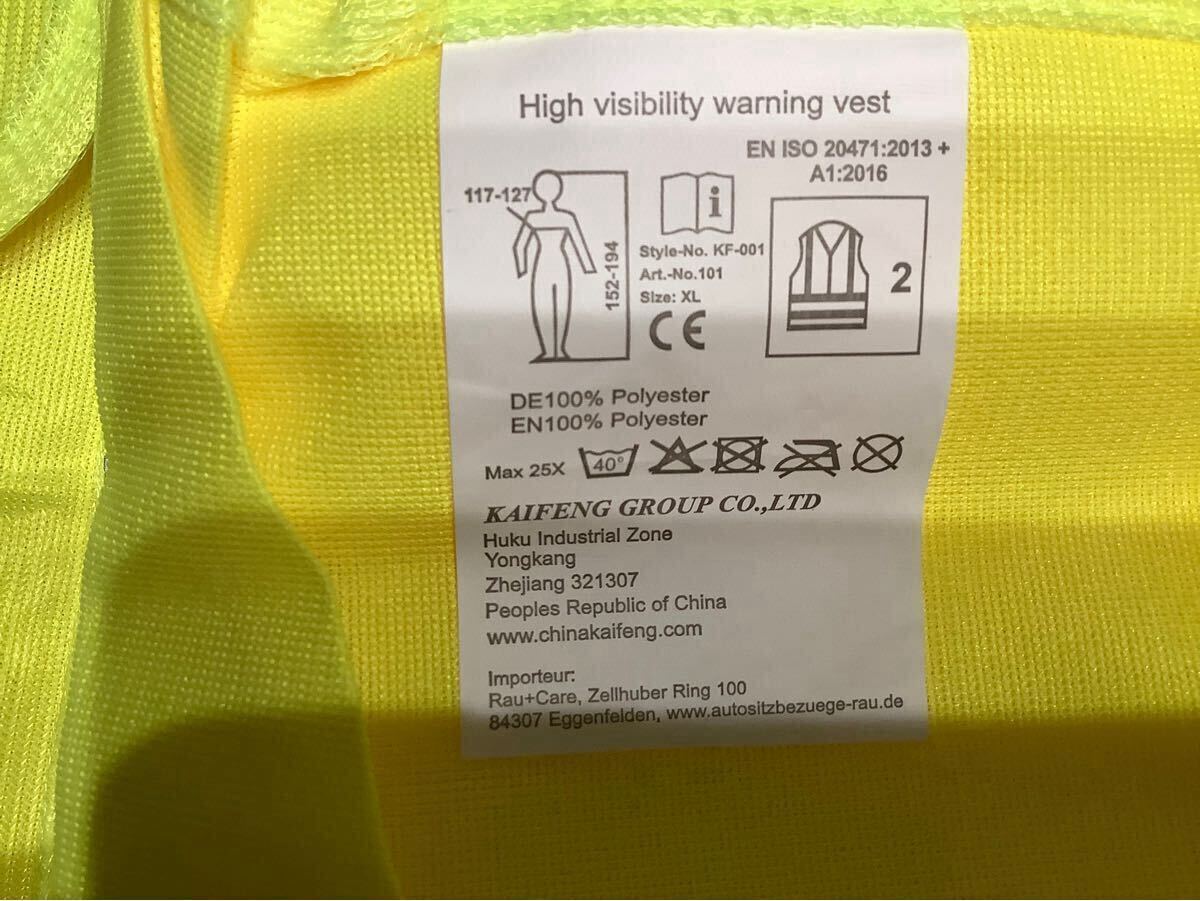 High visibility warning vest
EN ISO 20471:2013 +
A1:2016
117-127
152-194
i
Style-No. KF-001
Art.-No.101
Size: XL
CE
2
DE100% Polyester
EN100% Polyester
Max 25X 40°
KAIFENG GROUP CO.,LTD
Huku Industrial Zone
Yongkang
Zhejiang 321307
Peoples Republic of China
www.chinakaifeng.com
Importeur:
Rau+Care, Zellhuber Ring 100
84307 Eggenfelden, www.autositzbezuege-rau.de